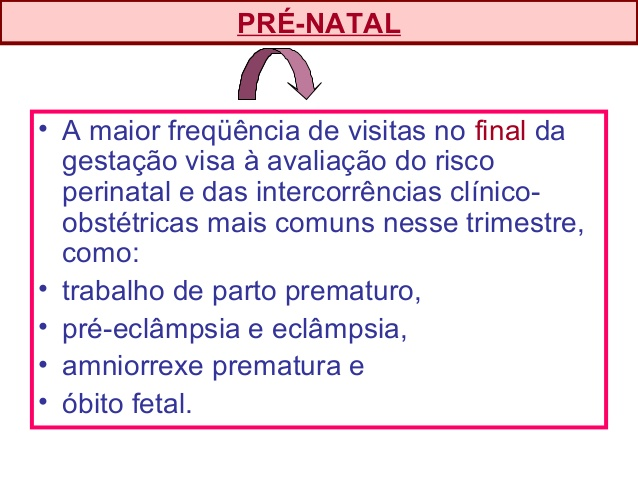 PRÉ-NATAL
• A maior freqüência de visitas no final da
gestação visa à avaliação do risco
perinatal e das intercorrências clínico-
obstétricas mais comuns nesse trimestre,
como:
• trabalho de parto prematuro,
• pré-eclâmpsia e eclâmpsia,
• amniorrexe prematura e
• óbito fetal.